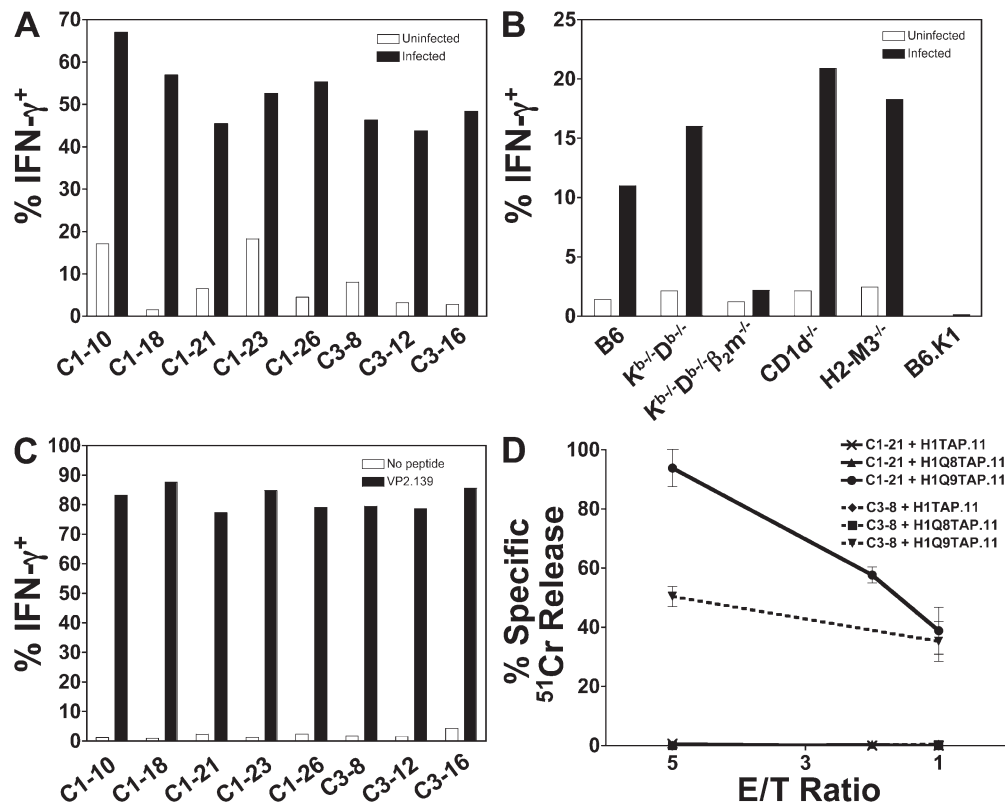 A
% IFN-γ⁺
70
60
50
40
30
20
10
0
Uninfected
Infected
C1-10
C1-18
C1-21
C1-23
C1-26
C3-8
C3-12
C3-16
B
% IFN-γ⁺
25
20
15
10
5
0
Uninfected
Infected
B6
Kᵇ⁻/⁻Dᵇ⁻/⁻
Kᵇ⁻/⁻Dᵇ⁻/⁻β₂m⁻/⁻
CD1d⁻/⁻
H2-M3⁻/⁻
B6.K1
C
% IFN-γ⁺
100
90
80
70
60
50
40
30
20
10
0
No peptide
VP2.139
C1-10
C1-18
C1-21
C1-23
C1-26
C3-8
C3-12
C3-16
D
% Specific
⁵¹Cr Release
100
80
60
40
20
0
C1-21 + H1TAP.11
C1-21 + H1Q8TAP.11
C1-21 + H1Q9TAP.11
C3-8 + H1TAP.11
C3-8 + H1Q8TAP.11
C3-8 + H1Q9TAP.11
5
3
1
E/T Ratio